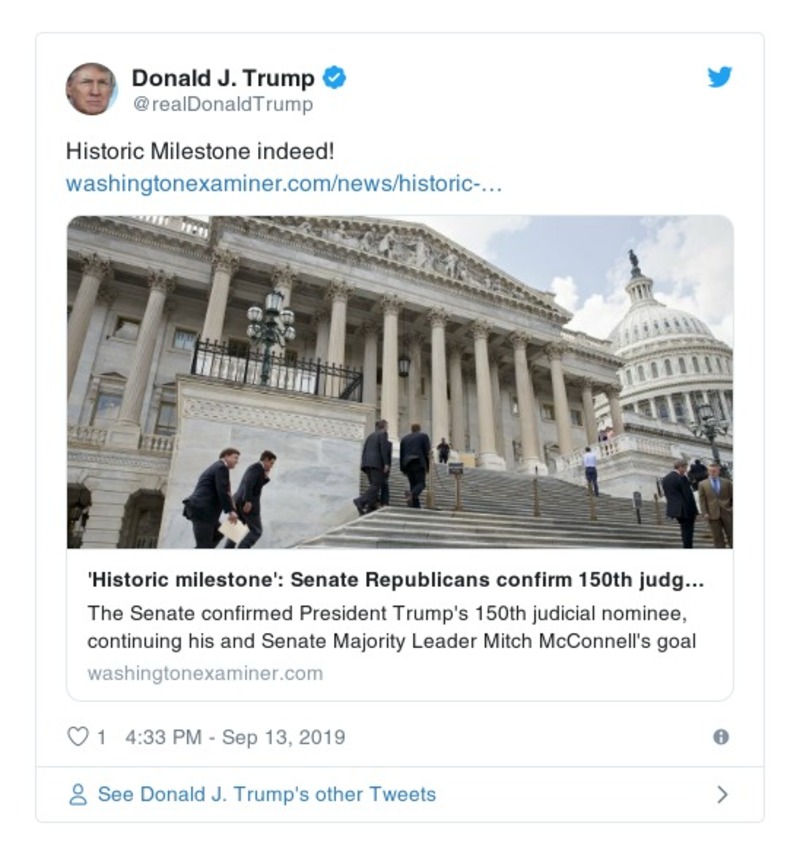 Donald J. Trump
@realDonaldTrump
Historic Milestone indeed!
washingtonexaminer.com/news/historic-…
'Historic milestone': Senate Republicans confirm 150th judg…
The Senate confirmed President Trump's 150th judicial nominee,
continuing his and Senate Majority Leader Mitch McConnell's goal
washingtonexaminer.com
1 4:33 PM - Sep 13, 2019
See Donald J. Trump's other Tweets